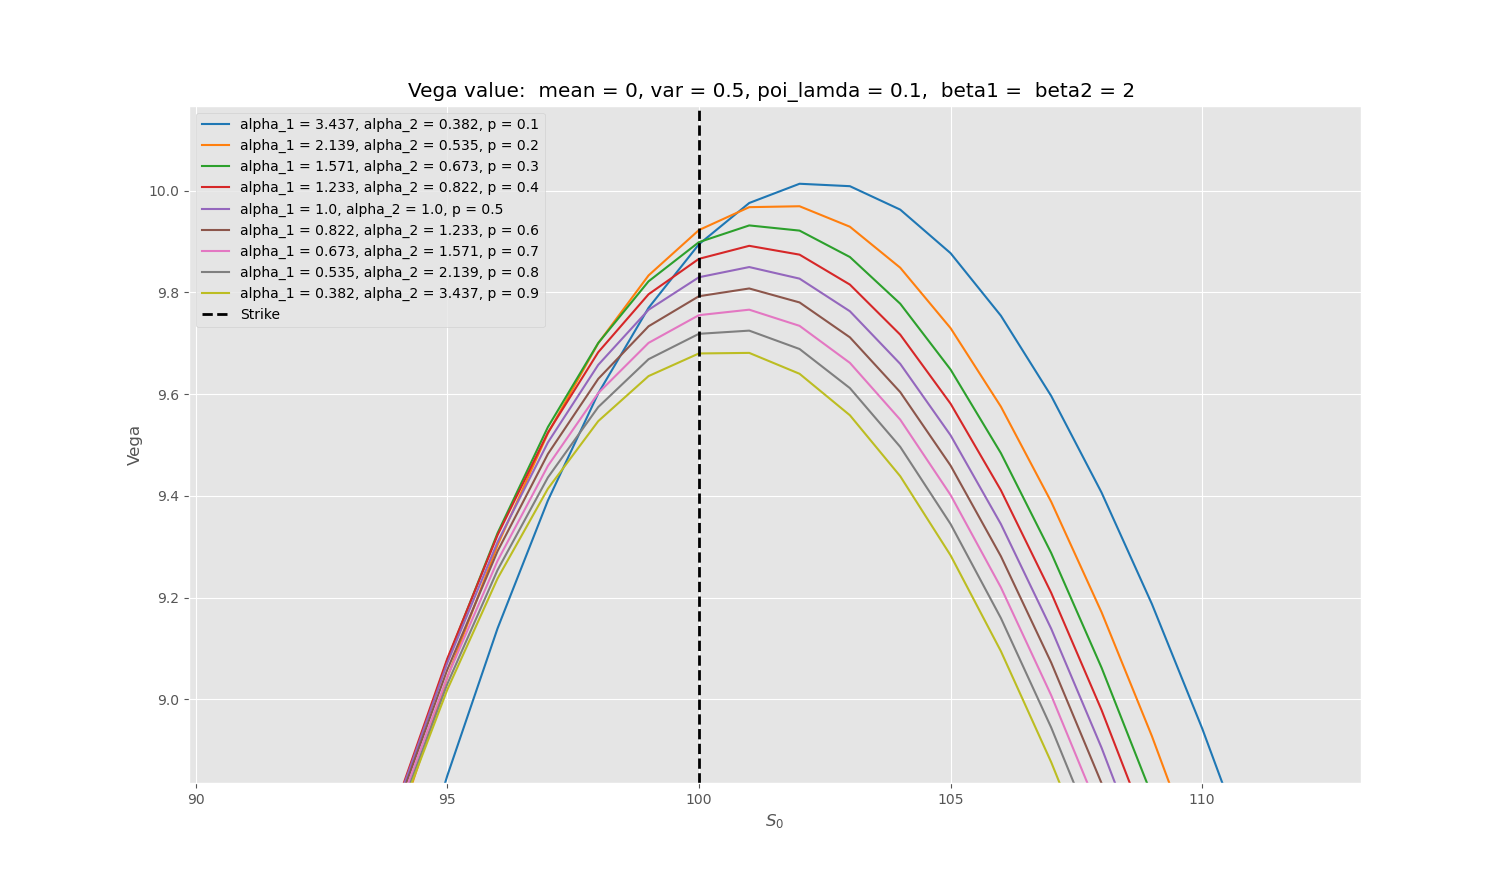 Vega value:  mean = 0, var = 0.5, poi_lamda = 0.1,  beta1 =  beta2 = 2
alpha_1 = 3.437, alpha_2 = 0.382, p = 0.1
alpha_1 = 2.139, alpha_2 = 0.535, p = 0.2
alpha_1 = 1.571, alpha_2 = 0.673, p = 0.3
alpha_1 = 1.233, alpha_2 = 0.822, p = 0.4
alpha_1 = 1.0, alpha_2 = 1.0, p = 0.5
alpha_1 = 0.822, alpha_2 = 1.233, p = 0.6
alpha_1 = 0.673, alpha_2 = 1.571, p = 0.7
alpha_1 = 0.535, alpha_2 = 2.139, p = 0.8
alpha_1 = 0.382, alpha_2 = 3.437, p = 0.9
Strike
10.0
9.8
9.6
9.4
9.2
9.0
Vega
90 95 100 105 110
S₀